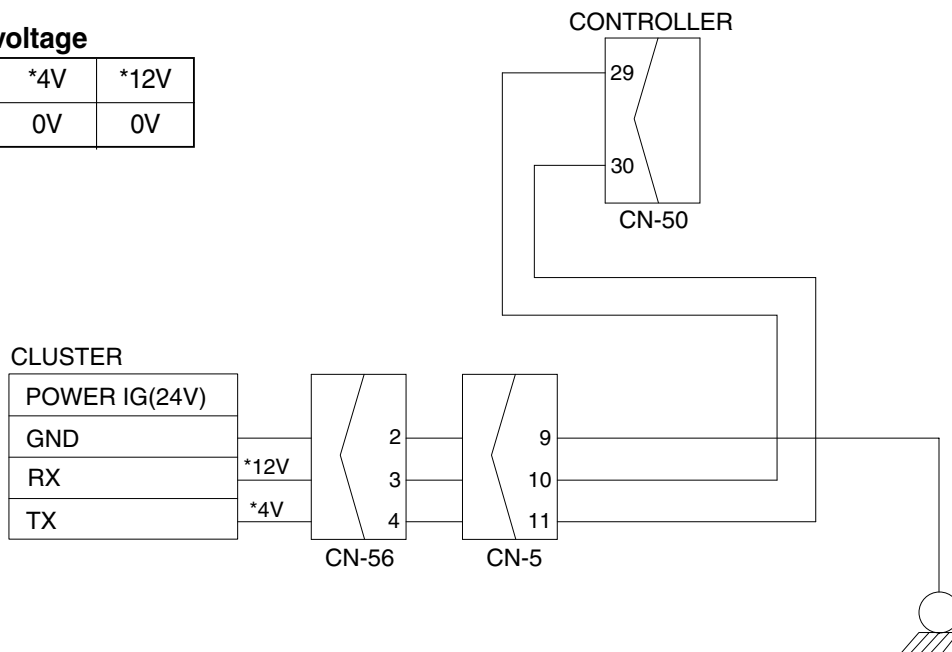 CONTROLLER
voltage
*4V *12V
0V 0V
29
30
CN-50
CLUSTER
POWER IG(24V)
GND 2 9
*12V
RX 3 10
*4V
TX 4 11
CN-56 CN-5